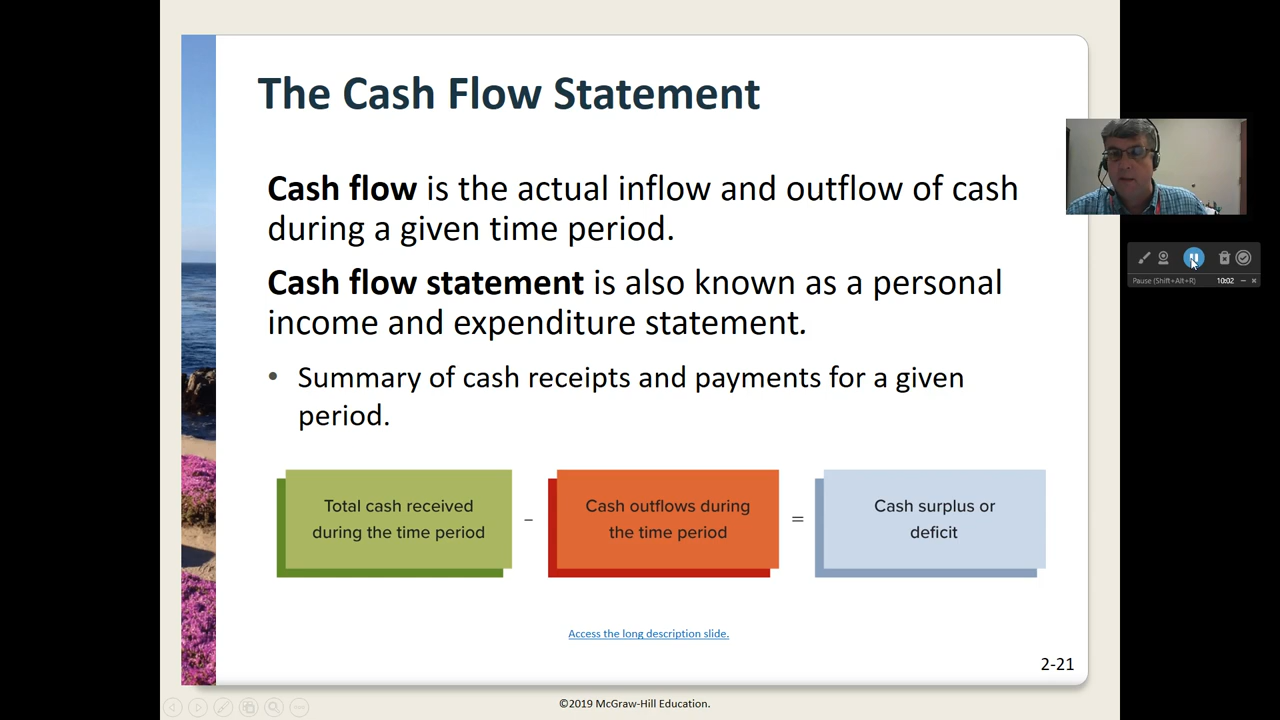 The Cash Flow Statement
Cash flow is the actual inflow and outflow of cash
during a given time period.
Cash flow statement is also known as a personal
income and expenditure statement.
• Summary of cash receipts and payments for a given
period.
Total cash received
during the time period
–
Cash outflows during
the time period
=
Cash surplus or
deficit
Access the long description slide.
2-21
©2019 McGraw-Hill Education.
Pause (Shift+Alt+R)
10:02